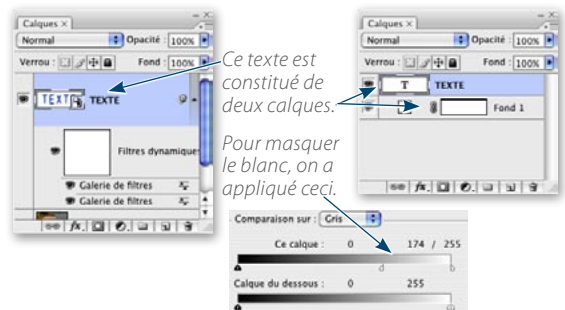 Calques ×
Normal Opacité : 100%
Verrou : Fond : 100%
TEXT TEXTE
Filtres dynamiques
Galerie de filtres
Galerie de filtres
Ce texte est
constitué de
deux calques.
Pour masquer
le blanc, on a
appliqué ceci.
Calques ×
Normal Opacité : 100%
Verrou : Fond : 100%
T TEXTE
Fond 1
Comparaison sur : Gris
Ce calque : 0 174 / 255
Calque du dessous : 0 255